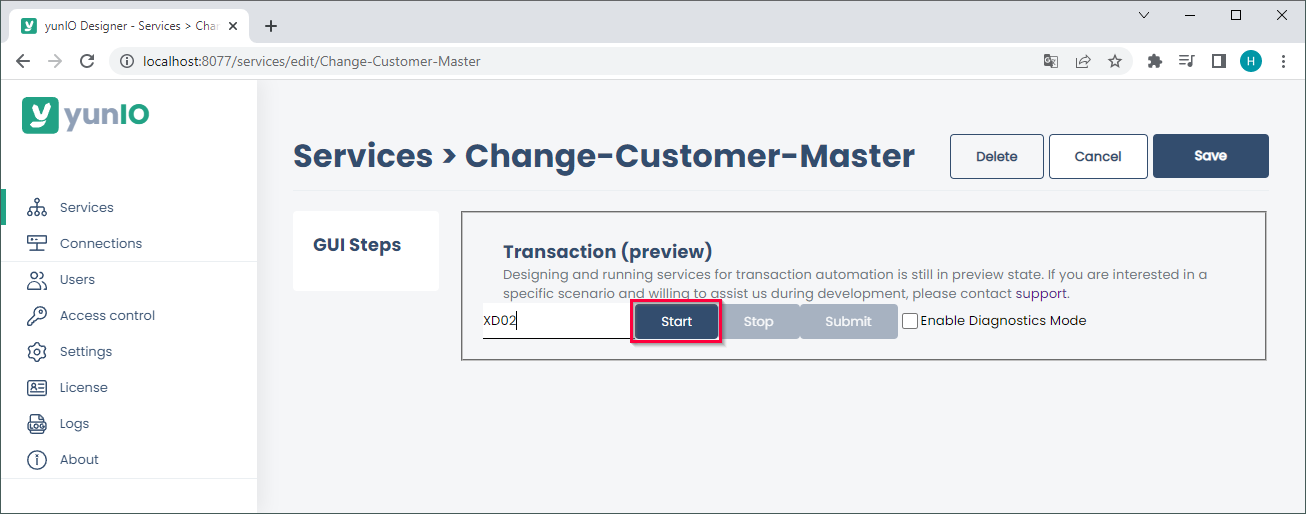 yunIO Designer - Services > Cha
localhost:8077/services/edit/Change-Customer-Master
H
yunIO
Services
Connections
Users
Access control
Settings
License
LOG
Logs
About
Services > Change-Customer-Master
Delete
Cancel
Save
GUI Steps
Transaction (preview)
Designing and running services for transaction automation is still in preview state. If you are interested in a
specific scenario and willing to assist us during development, please contact support.
XD02
Start
Stop
Submit
Enable Diagnostics Mode